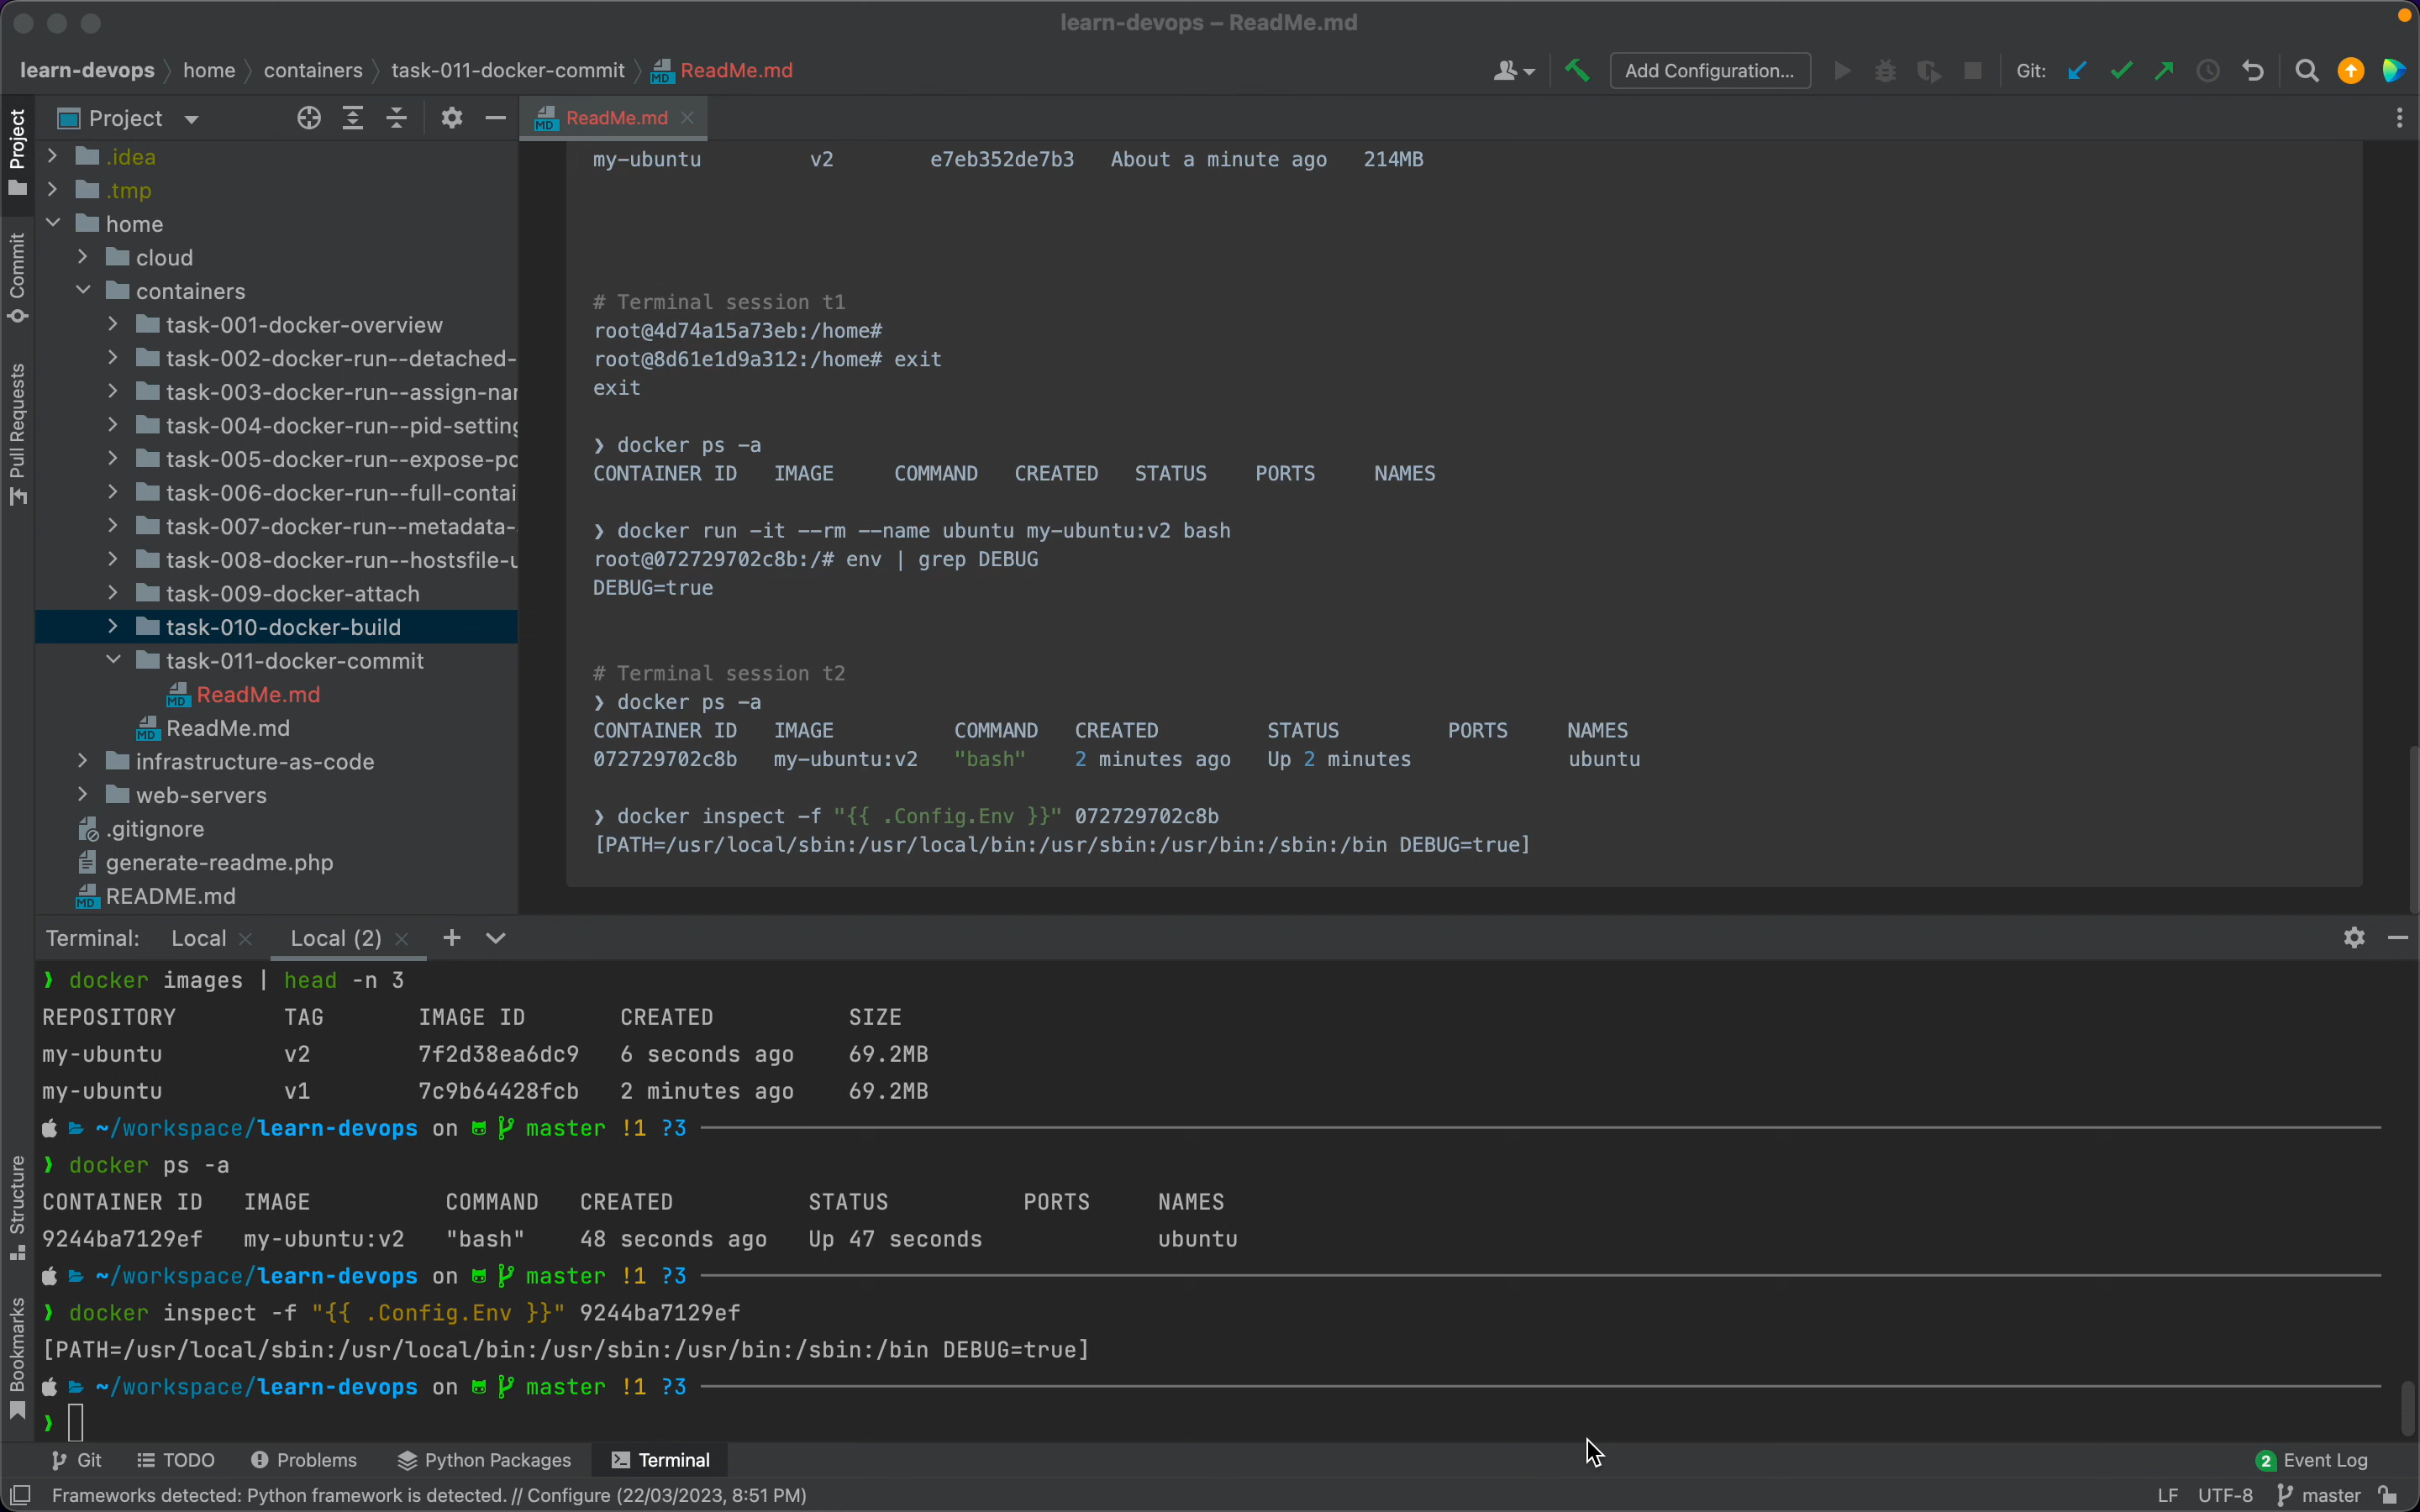 learn-devops – ReadMe.md
learn-devops home containers task-011-docker-commit ReadMe.md Add Configuration... Git:
Project
Project
ReadMe.md
Commit
Pull Requests
Structure
Bookmarks
.idea
.tmp
home
cloud
containers
task-001-docker-overview
task-002-docker-run--detached-
task-003-docker-run--assign-nar
task-004-docker-run--pid-setting
task-005-docker-run--expose-po
task-006-docker-run--full-contai
task-007-docker-run--metadata-
task-008-docker-run--hostsfile-u
task-009-docker-attach
task-010-docker-build
task-011-docker-commit
ReadMe.md
ReadMe.md
infrastructure-as-code
web-servers
.gitignore
generate-readme.php
README.md
my-ubuntu v2 e7eb352de7b3 About a minute ago 214MB
# Terminal session t1
root@4d74a15a73eb:/home#
root@8d61e1d9a312:/home# exit
exit
❯ docker ps -a
CONTAINER ID IMAGE COMMAND CREATED STATUS PORTS NAMES
❯ docker run -it --rm --name ubuntu my-ubuntu:v2 bash
root@072729702c8b:/# env | grep DEBUG
DEBUG=true
# Terminal session t2
❯ docker ps -a
CONTAINER ID IMAGE COMMAND CREATED STATUS PORTS NAMES
072729702c8b my-ubuntu:v2 "bash" 2 minutes ago Up 2 minutes ubuntu
❯ docker inspect -f "{{ .Config.Env }}" 072729702c8b
[PATH=/usr/local/sbin:/usr/local/bin:/usr/sbin:/usr/bin:/sbin:/bin DEBUG=true]
Terminal: Local Local (2)
❯ docker images | head -n 3
REPOSITORY TAG IMAGE ID CREATED SIZE
my-ubuntu v2 7f2d38ea6dc9 6 seconds ago 69.2MB
my-ubuntu v1 7c9b64428fcb 2 minutes ago 69.2MB
~/workspace/learn-devops on master !1 ?3
❯ docker ps -a
CONTAINER ID IMAGE COMMAND CREATED STATUS PORTS NAMES
9244ba7129ef my-ubuntu:v2 "bash" 48 seconds ago Up 47 seconds ubuntu
~/workspace/learn-devops on master !1 ?3
❯ docker inspect -f "{{ .Config.Env }}" 9244ba7129ef
[PATH=/usr/local/sbin:/usr/local/bin:/usr/sbin:/usr/bin:/sbin:/bin DEBUG=true]
~/workspace/learn-devops on master !1 ?3
❯
Git TODO Problems Python Packages Terminal 2 Event Log
Frameworks detected: Python framework is detected. // Configure (22/03/2023, 8:51 PM) LF UTF-8 master